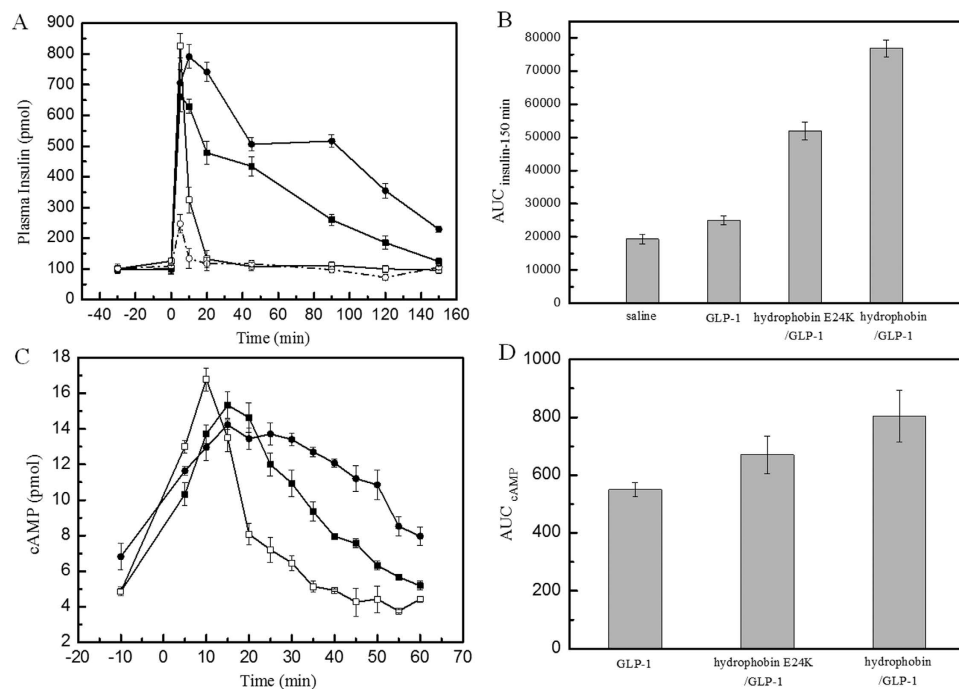 A
Plasma Insulin (pmol)
900
800
700
600
500
400
300
200
100
0
-40 -20 0 20 40 60 80 100 120 140 160
Time (min)
B
AUC insulin-150 min
80000
70000
60000
50000
40000
30000
20000
10000
0
saline GLP-1 hydrophobin E24K hydrophobin
/GLP-1 /GLP-1
C
cAMP (pmol)
18
16
14
12
10
8
6
4
2
-20 -10 0 10 20 30 40 50 60 70
Time (min)
D
AUC cAMP
1000
800
600
400
200
0
GLP-1 hydrophobin E24K hydrophobin
/GLP-1 /GLP-1